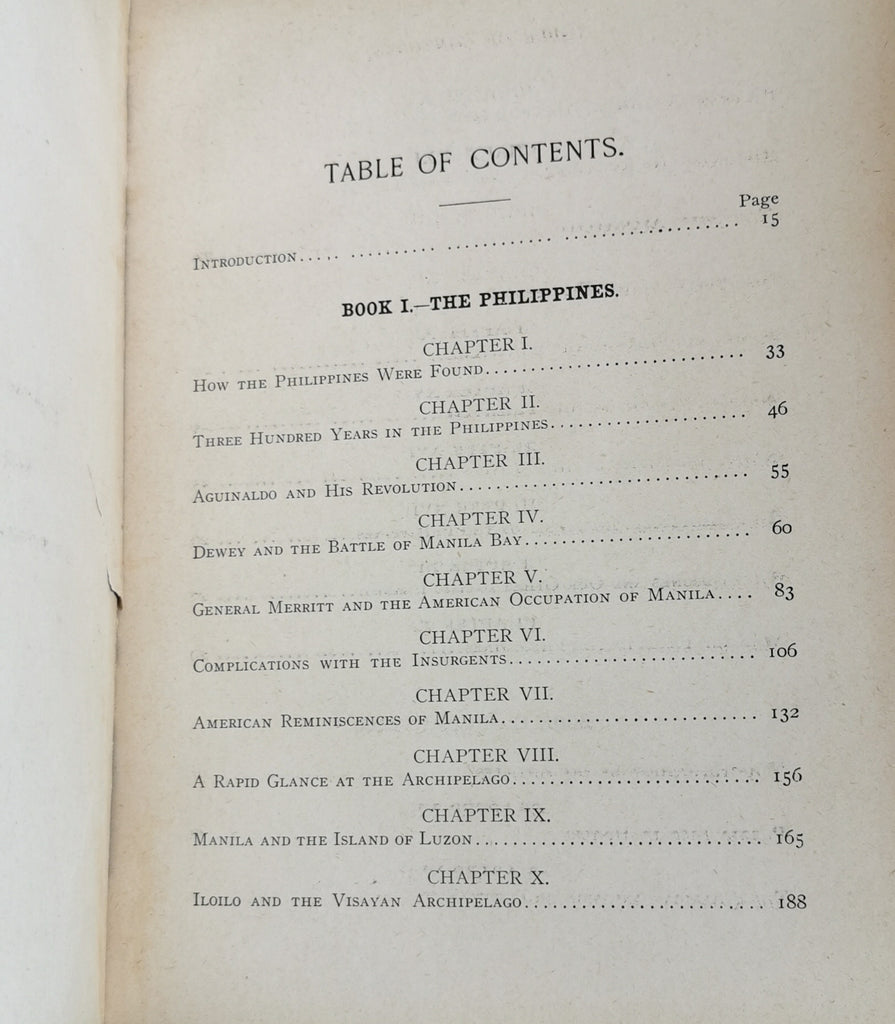 TABLE OF CONTENTS.
Page
INTRODUCTION.................................... 15
BOOK I.—THE PHILIPPINES.
CHAPTER I.
HOW THE PHILIPPINES WERE FOUND............................ 33
CHAPTER II.
THREE HUNDRED YEARS IN THE PHILIPPINES..................... 46
CHAPTER III.
AGUINALDO AND HIS REVOLUTION............................... 55
CHAPTER IV.
DEWEY AND THE BATTLE OF MANILA BAY........................ 60
CHAPTER V.
GENERAL MERRITT AND THE AMERICAN OCCUPATION OF MANILA.... 83
CHAPTER VI.
COMPLICATIONS WITH THE INSURGENTS.......................... 106
CHAPTER VII.
AMERICAN REMINISCENCES OF MANILA........................... 132
CHAPTER VIII.
A RAPID GLANCE AT THE ARCHIPELAGO.......................... 156
CHAPTER IX.
MANILA AND THE ISLAND OF LUZON............................. 165
CHAPTER X.
ILOILO AND THE VISAYAN ARCHIPELAGO......................... 188